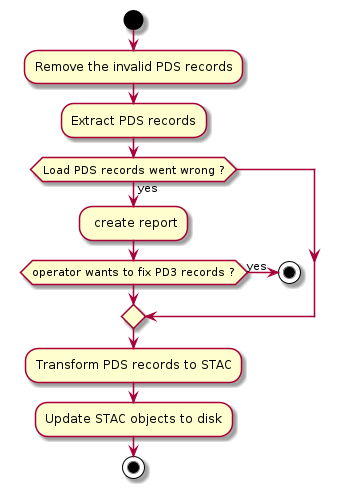 Remove the invalid PDS records
Extract PDS records
Load PDS records went wrong ?
yes
create report
operator wants to fix PD3 records ?
yes
Transform PDS records to STAC
Update STAC objects to disk